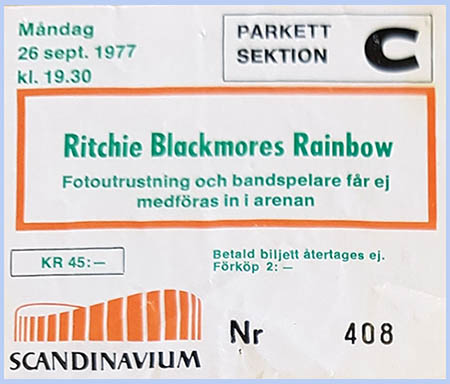 Måndag
26 sept. 1977
kl. 19.30
PARKETT
SEKTION
C
Ritchie Blackmores Rainbow
Fotoutrustning och bandspelare får ej
medföras in i arenan
KR 45:—
Betald biljett återtages ej.
Förköp 2:—
SCANDINAVIUM
Nr 408